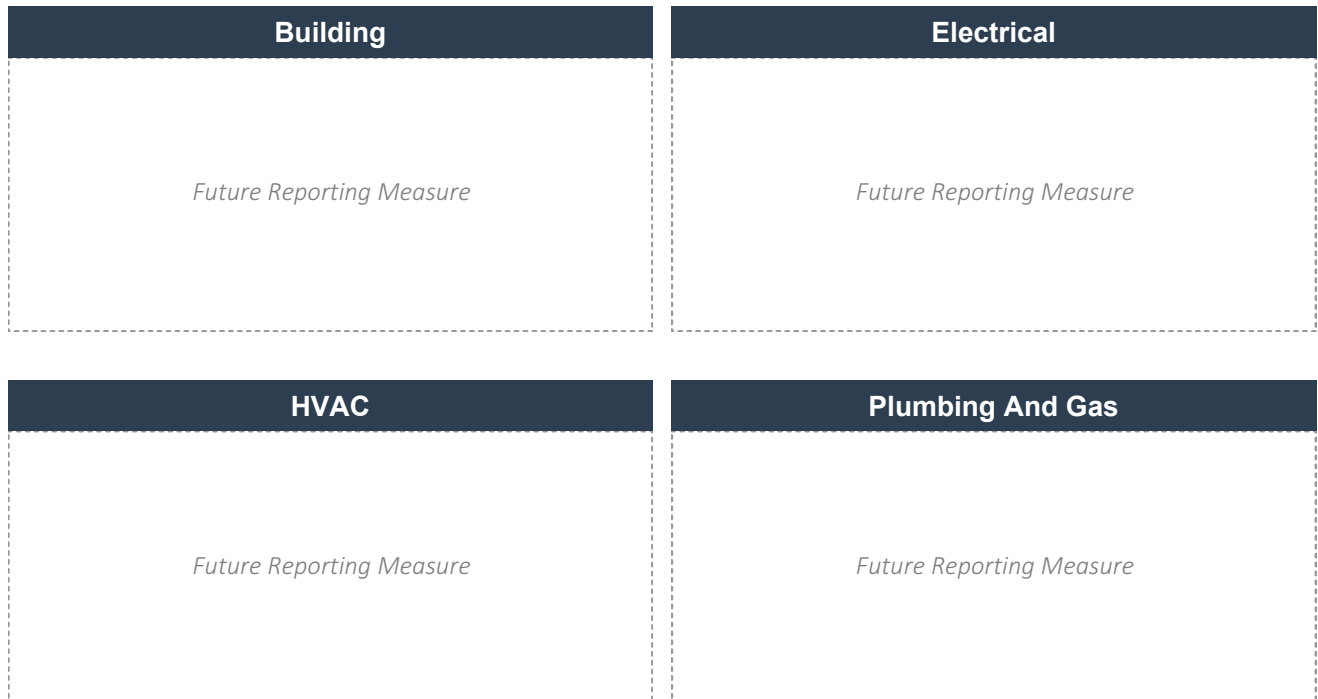 Building
Electrical
Future Reporting Measure
Future Reporting Measure
HVAC
Plumbing And Gas
Future Reporting Measure
Future Reporting Measure